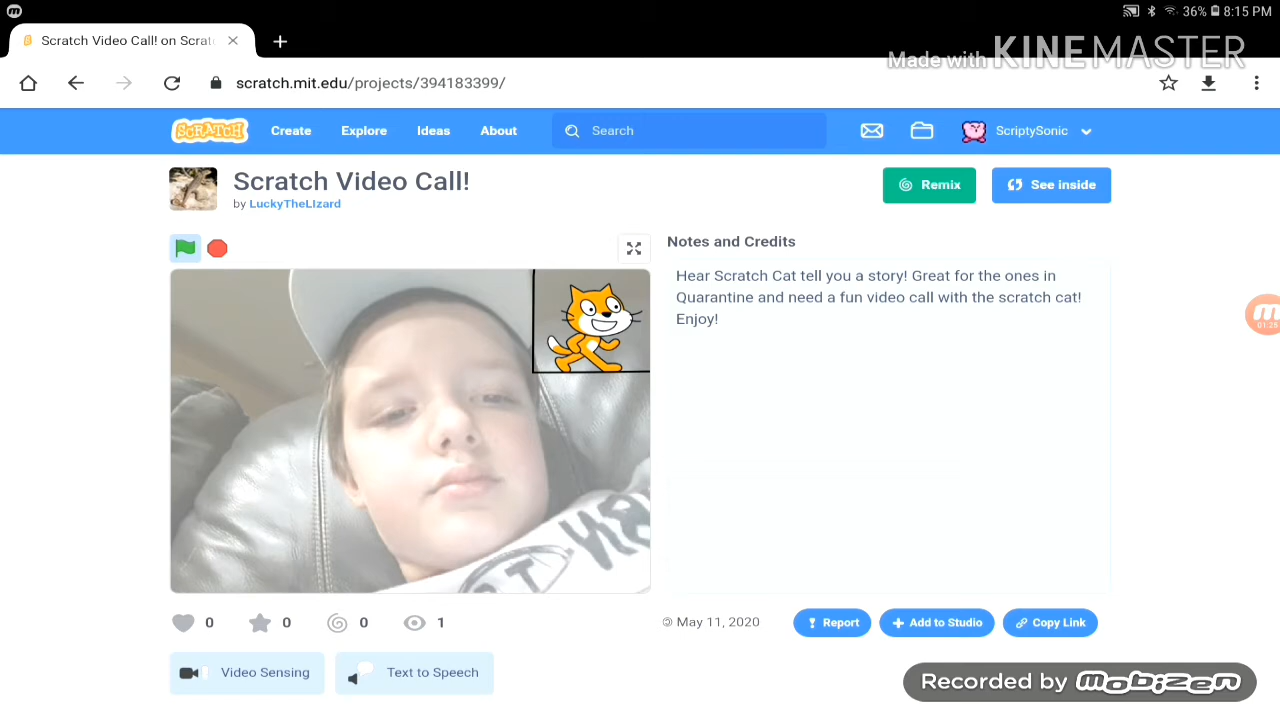 36% 8:15 PM
Scratch Video Call! on Scrat
Made with KINEMASTER
scratch.mit.edu/projects/394183399/
SCRATCH Create Explore Ideas About Search ScriptySonic
Scratch Video Call!
by LuckyTheLIzard
Remix See inside
Notes and Credits
Hear Scratch Cat tell you a story! Great for the ones in
Quarantine and need a fun video call with the scratch cat!
Enjoy!
01:28
0 0 0 1
© May 11, 2020 Report Add to Studio Copy Link
Video Sensing Text to Speech
Recorded by mobizen